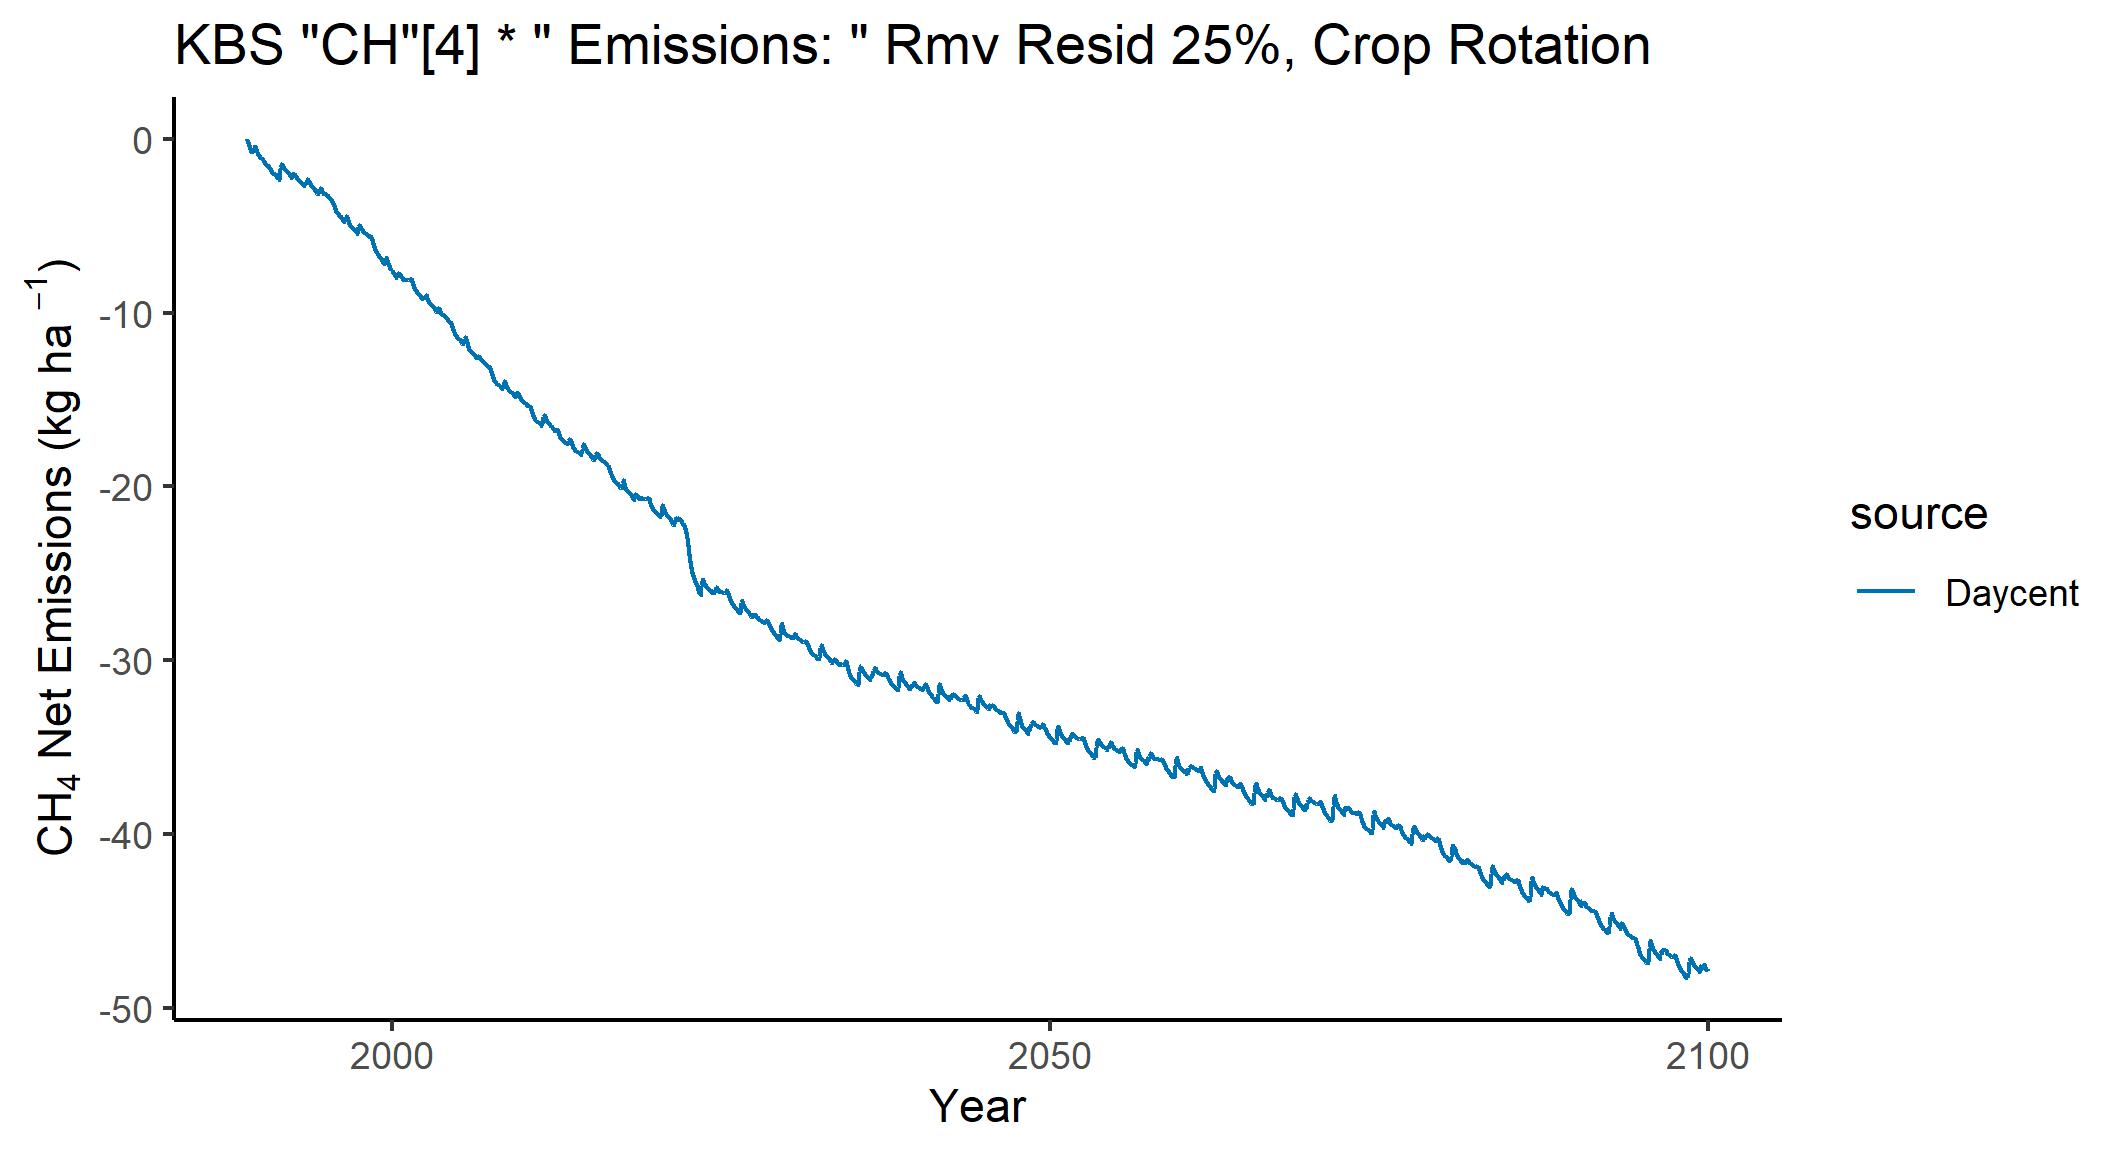 KBS "CH"[4] * " Emissions: " Rmv Resid 25%, Crop Rotation
CH₄ Net Emissions (kg ha ⁻¹)
0
-10
-20
-30
-40
-50
2000
2050
2100
Year
source
Daycent